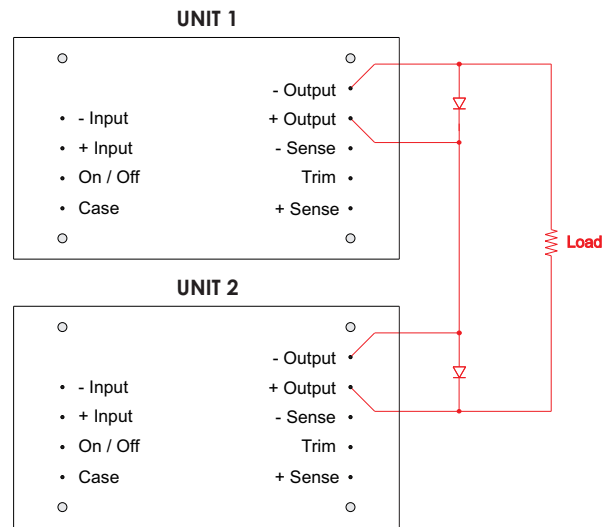 UNIT 1
- Output
- Input
+ Output
+ Input
- Sense
On / Off
Trim
Case
+ Sense
Load
UNIT 2
- Output
- Input
+ Output
+ Input
- Sense
On / Off
Trim
Case
+ Sense